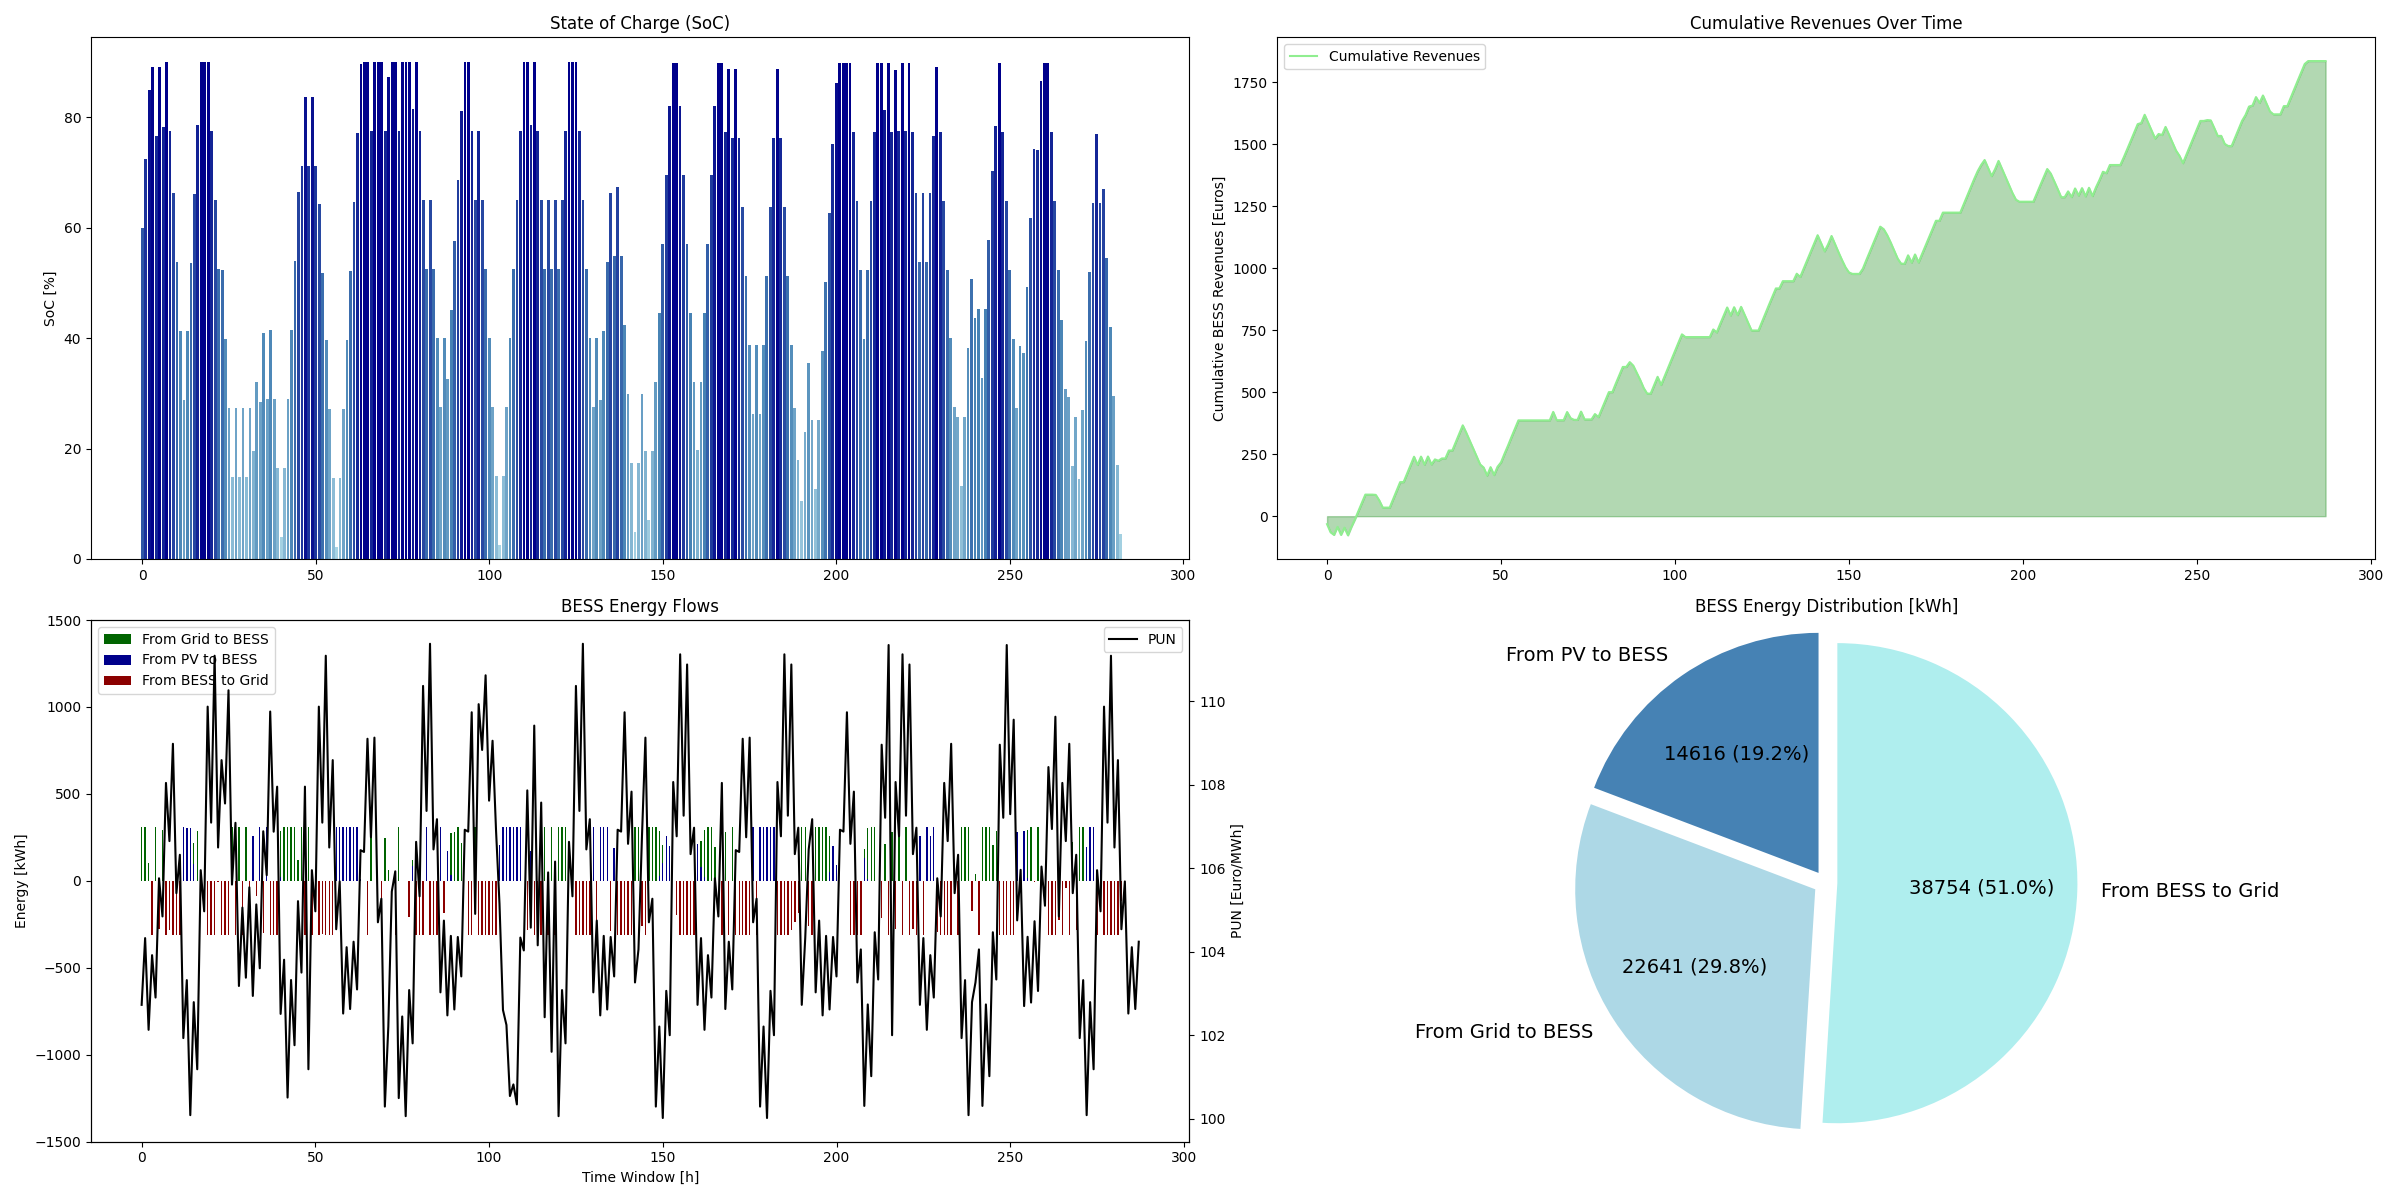 State of Charge (SoC)
SoC [%]
80
60
40
20
0
0 50 100 150 200 250 300
Cumulative Revenues Over Time
Cumulative Revenues
Cumulative BESS Revenues [Euros]
1750
1500
1250
1000
750
500
250
0
0 50 100 150 200 250 300
BESS Energy Flows
From Grid to BESS
From PV to BESS
From BESS to Grid
PUN
Energy [kWh]
1500
1000
500
0
−500
−1000
−1500
110
108
106
104
102
100
PUN [Euro/MWh]
0 50 100 150 200 250 300
Time Window [h]
BESS Energy Distribution [kWh]
From PV to BESS
14616 (19.2%)
38754 (51.0%)
From BESS to Grid
22641 (29.8%)
From Grid to BESS